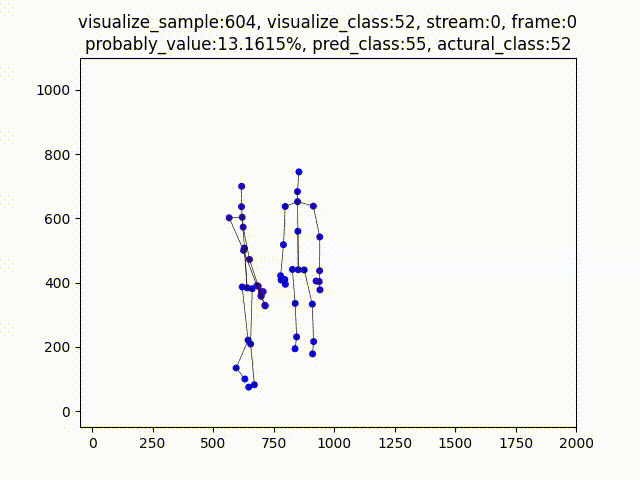 visualize_sample:604, visualize_class:52, stream:0, frame:0
probably_value:13.1615%, pred_class:55, actural_class:52
1000
800
600
400
200
0
0 250 500 750 1000 1250 1500 1750 2000